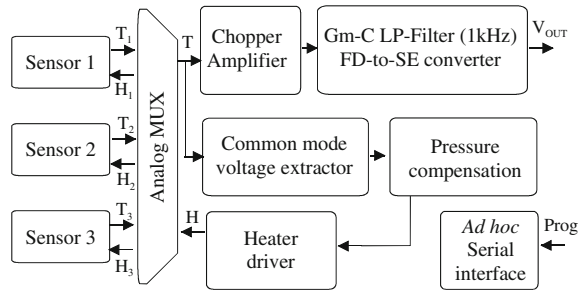 Sensor 1
T1
H1
Sensor 2
T2
H2
Sensor 3
T3
H3
Analog MUX
T
H
Chopper
Amplifier
Gm-C LP-Filter (1kHz)
FD-to-SE converter
VOUT
Common mode
voltage extractor
Pressure
compensation
Heater
driver
Ad hoc
Serial
interface
Prog